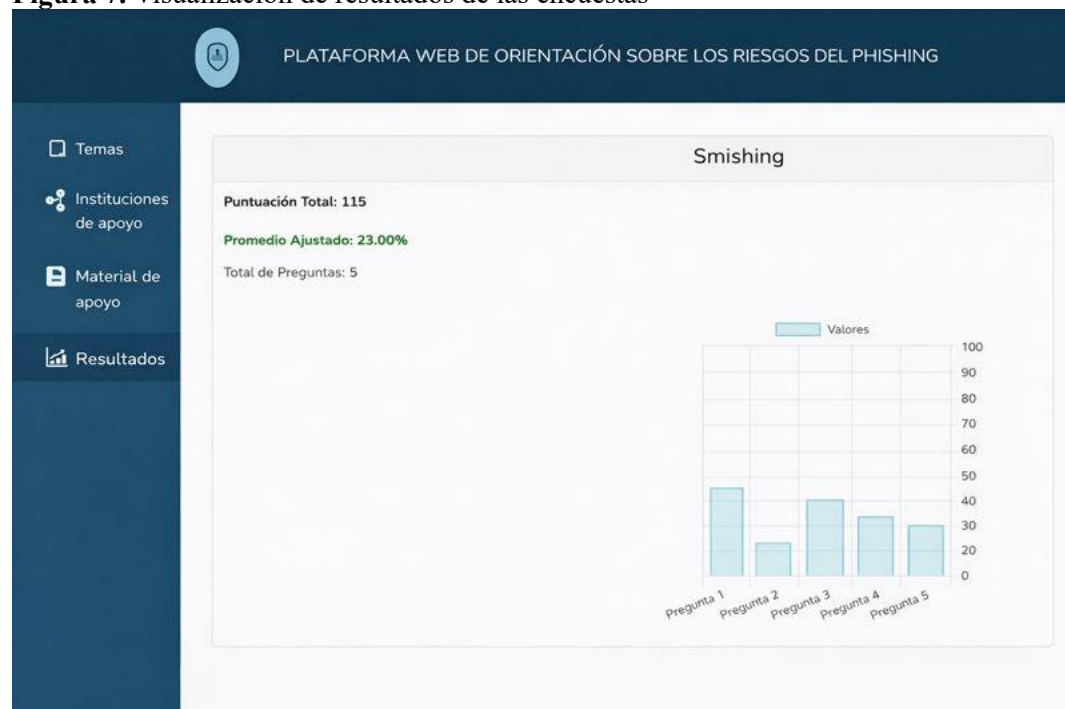 Figura 7. Visualización de resultados de las encuestas
PLATAFORMA WEB DE ORIENTACIÓN SOBRE LOS RIESGOS DEL PHISHING
Temas
Instituciones
de apoyo
Material de
apoyo
Resultados
Smishing
Puntuación Total: 115
Promedio Ajustado: 23.00%
Total de Preguntas: 5
Valores
100
90
80
70
60
50
40
30
20
0
Pregunta 1
Pregunta 2
Pregunta 3
Pregunta 4
Pregunta 5